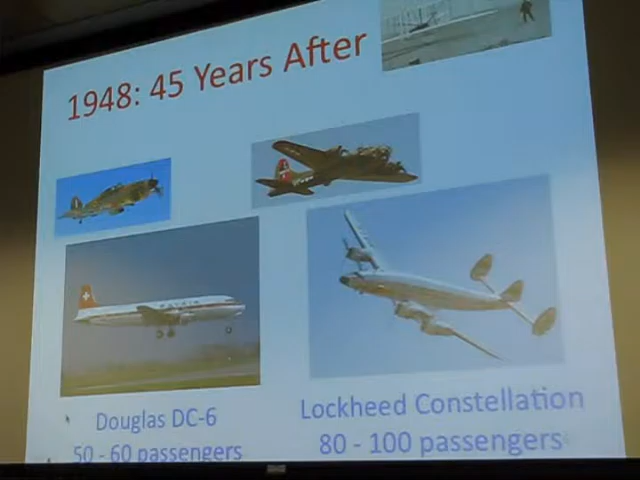 1948: 45 Years After
Douglas DC-6
50 - 60 passengers
Lockheed Constellation
80 - 100 passengers